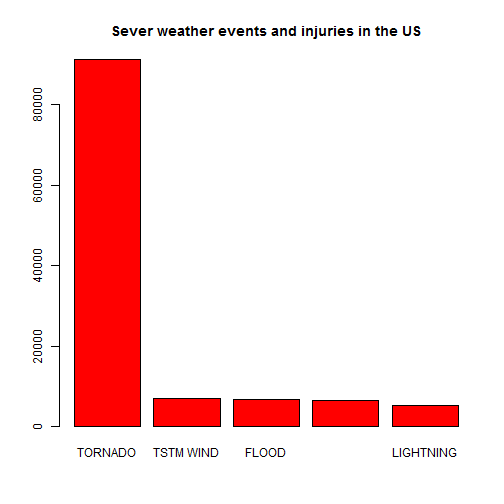 Sever weather events and injuries in the US
80000
60000
40000
20000
0
TORNADO TSTM WIND FLOOD LIGHTNING